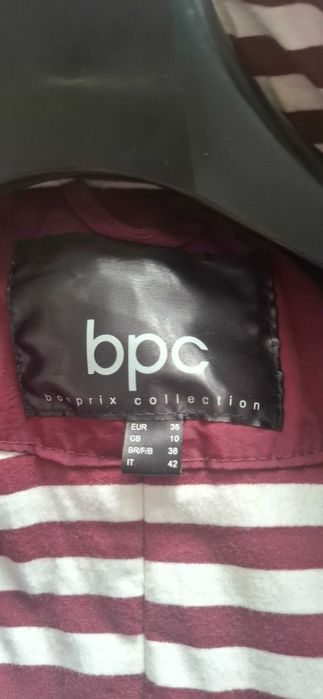 bpc
bonprix collection
EUR 36
GB 10
BR/F/B 38
IT 42